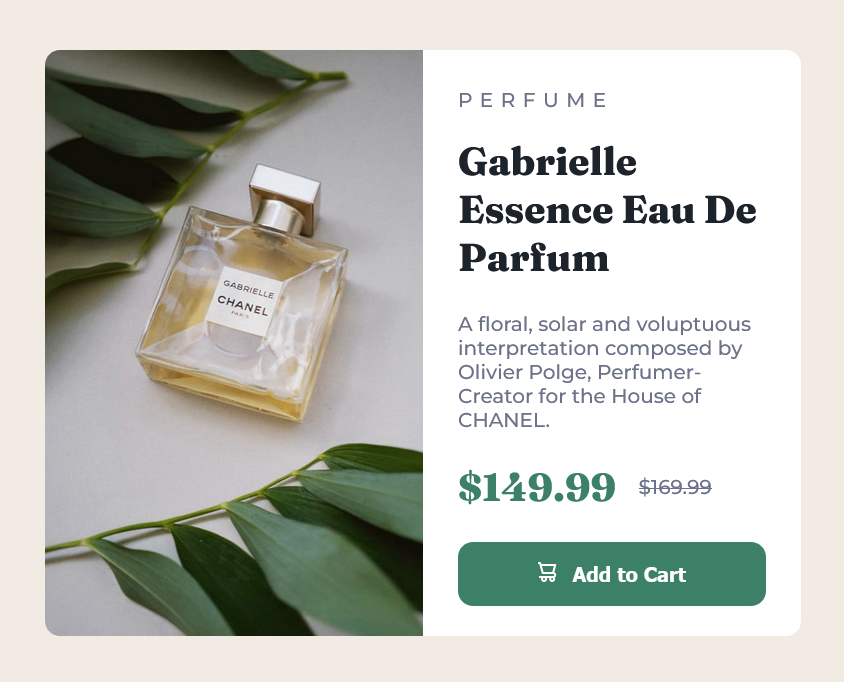 GABRIELLE
CHANEL
PARIS
PERFUME
Gabrielle
Essence Eau De
Parfum
A floral, solar and voluptuous
interpretation composed by
Olivier Polge, Perfumer-
Creator for the House of
CHANEL.
$149.99 $169.99
Add to Cart